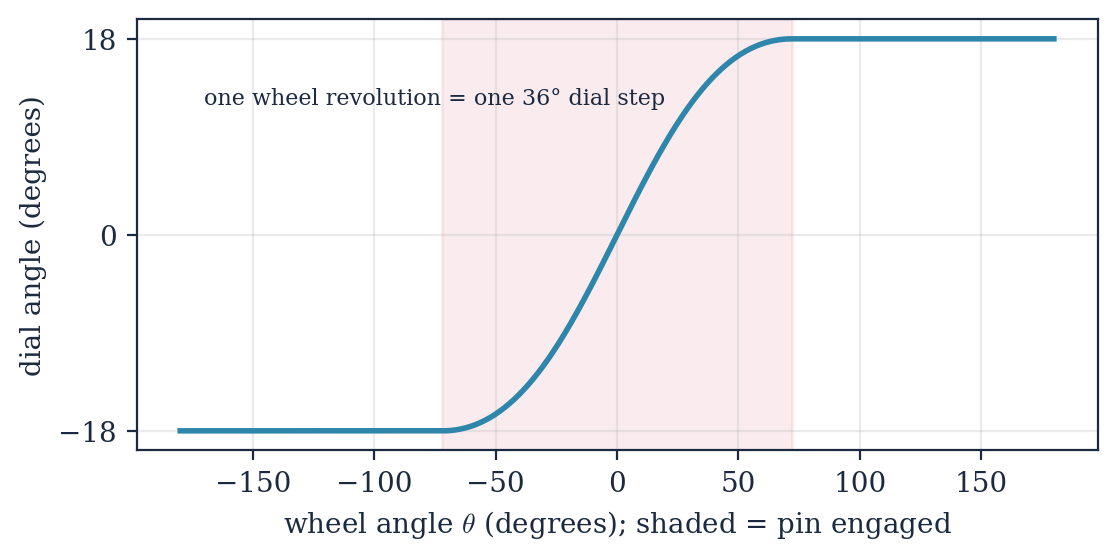 18
one wheel revolution = one 36° dial step
dial angle (degrees)
0
−18
−150 −100 −50 0 50 100 150
wheel angle θ (degrees); shaded = pin engaged